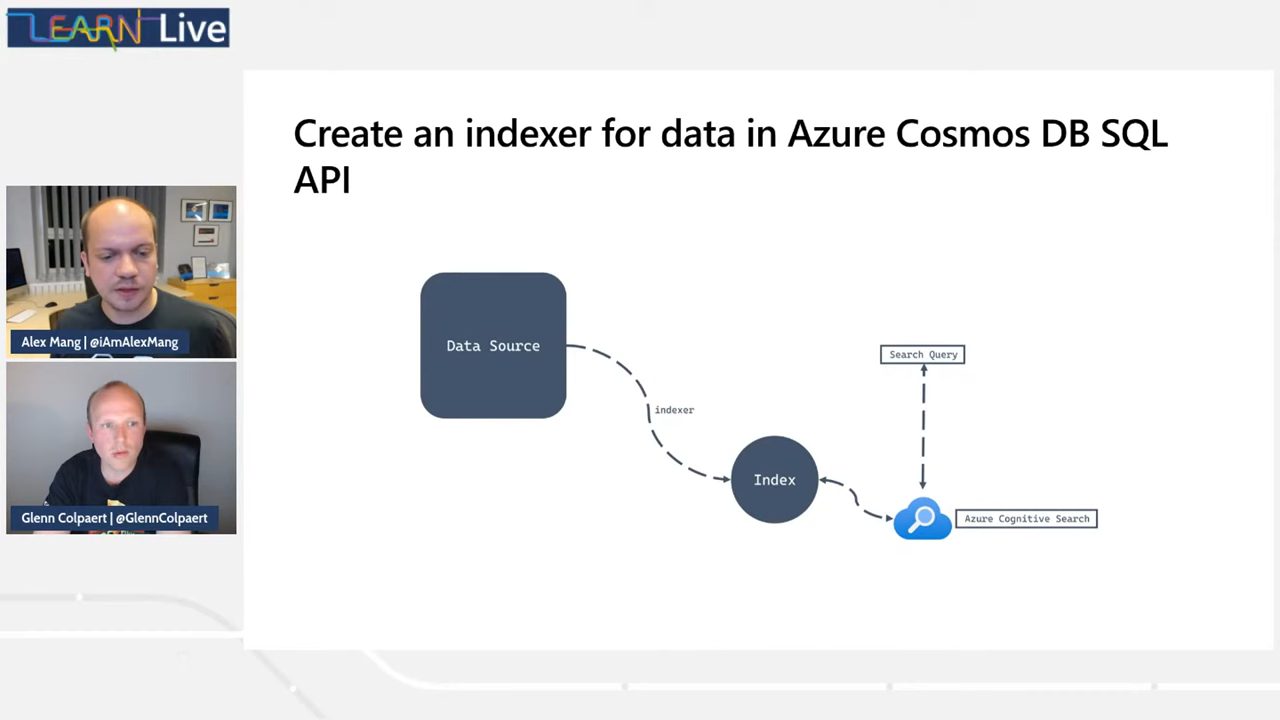 LEARN Live
Create an indexer for data in Azure Cosmos DB SQL
API
Alex Mang | @iAmAlexMang
Glenn Colpaert | @GlennColpaert
Data Source
indexer
Index
Search Query
Azure Cognitive Search